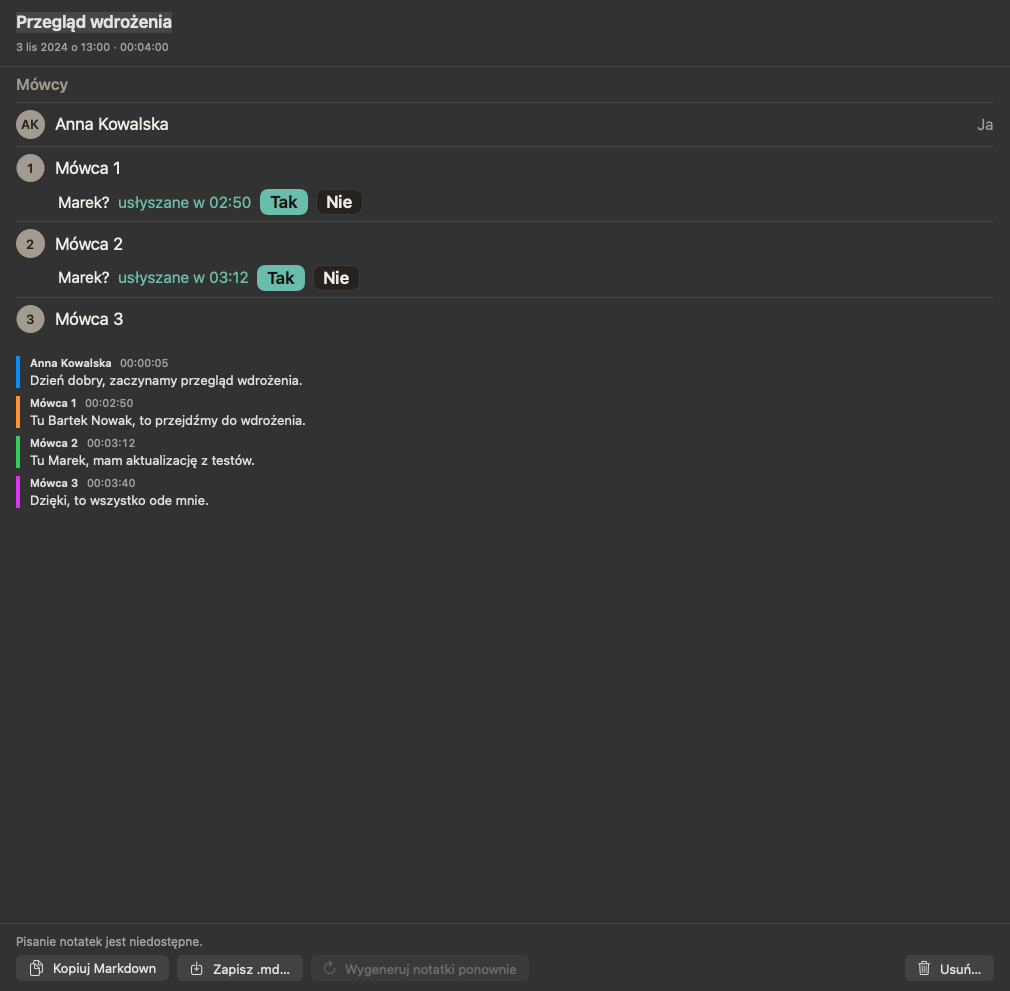 Przegląd wdrożenia
3 lis 2024 o 13:00 · 00:04:00
Mówcy
AK Anna Kowalska Ja
1 Mówca 1
Marek? usłyszane w 02:50 Tak Nie
2 Mówca 2
Marek? usłyszane w 03:12 Tak Nie
3 Mówca 3
Anna Kowalska 00:00:05
Dzień dobry, zaczynamy przegląd wdrożenia.
Mówca 1 00:02:50
Tu Bartek Nowak, to przejdźmy do wdrożenia.
Mówca 2 00:03:12
Tu Marek, mam aktualizację z testów.
Mówca 3 00:03:40
Dzięki, to wszystko ode mnie.
Pisanie notatek jest niedostępne.
Kopiuj Markdown Zapisz .md... Wygeneruj notatki ponownie Usuń...